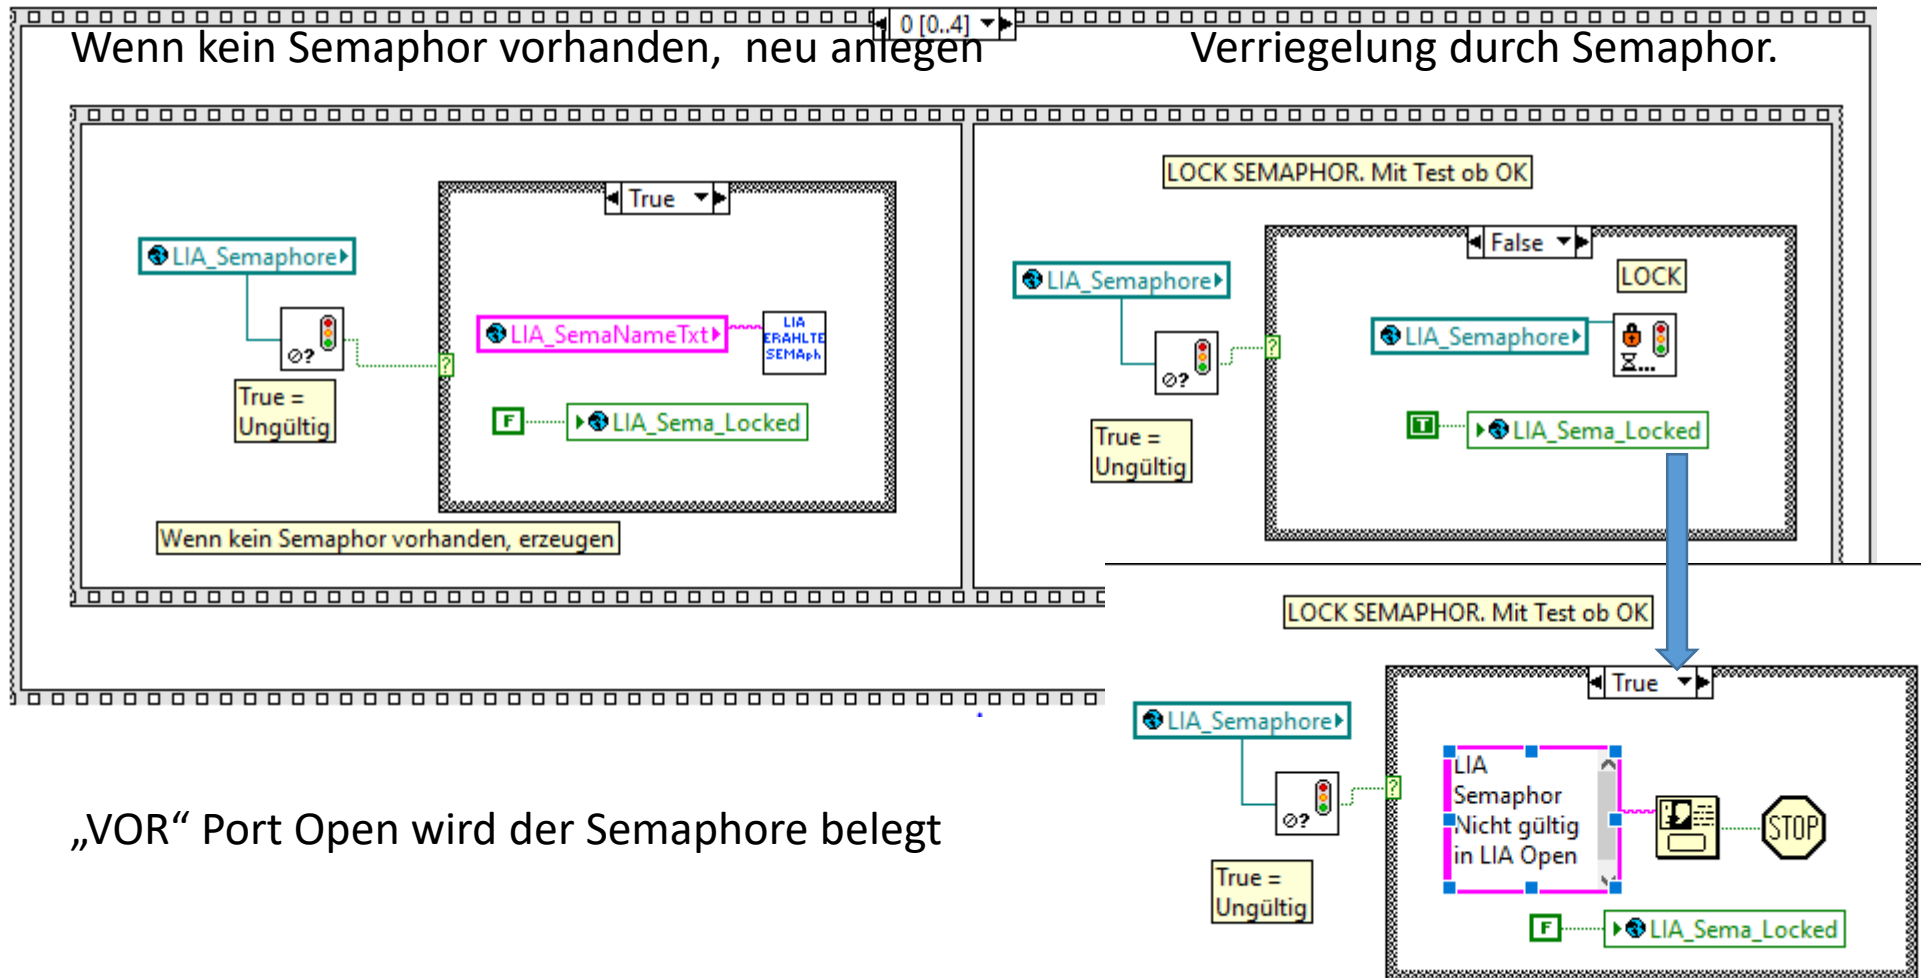 0 [0..4]
Wenn kein Semaphor vorhanden, neu anlegen
Verriegelung durch Semaphor.
True
LIA_Semaphore
?
True =
Ungültig
LIA_SemaNameTxt
LIA
ERAHLTE
SEMAph
?
F
LIA_Sema_Locked
Wenn kein Semaphor vorhanden, erzeugen
LOCK SEMAPHOR. Mit Test ob OK
False
LOCK
LIA_Semaphore
?
True =
Ungültig
?
LIA_Semaphore
T
LIA_Sema_Locked
LOCK SEMAPHOR. Mit Test ob OK
True
LIA_Semaphore
?
True =
Ungültig
?
LIA
Semaphor
Nicht gültig
in LIA Open
STOP
F
LIA_Sema_Locked
„VOR“ Port Open wird der Semaphore belegt